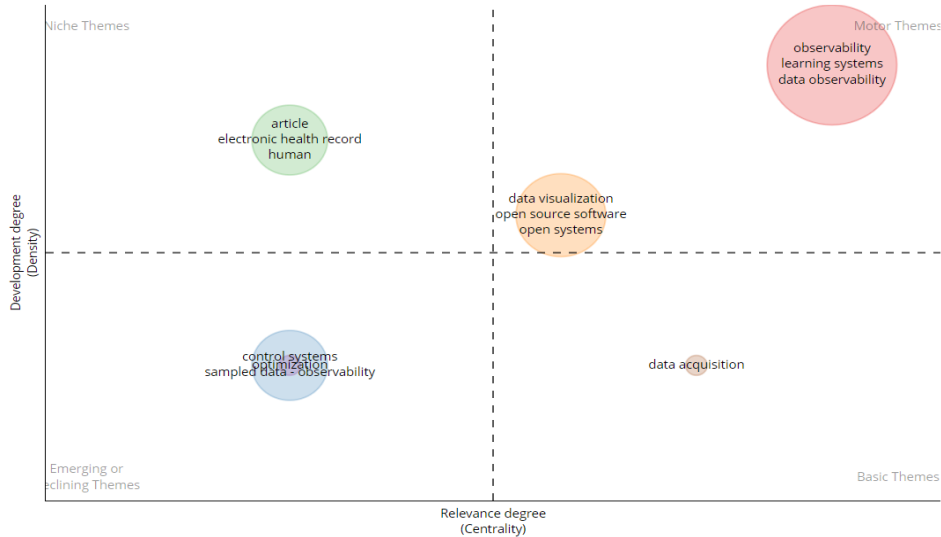 Niche Themes
Motor Themes
observability
learning systems
data observability
article
electronic health record
human
data visualization
open source software
open systems
Development degree
(Density)
control systems
optimization
sampled data - observability
data acquisition
Emerging or
eclining Themes
Basic Themes
Relevance degree
(Centrality)